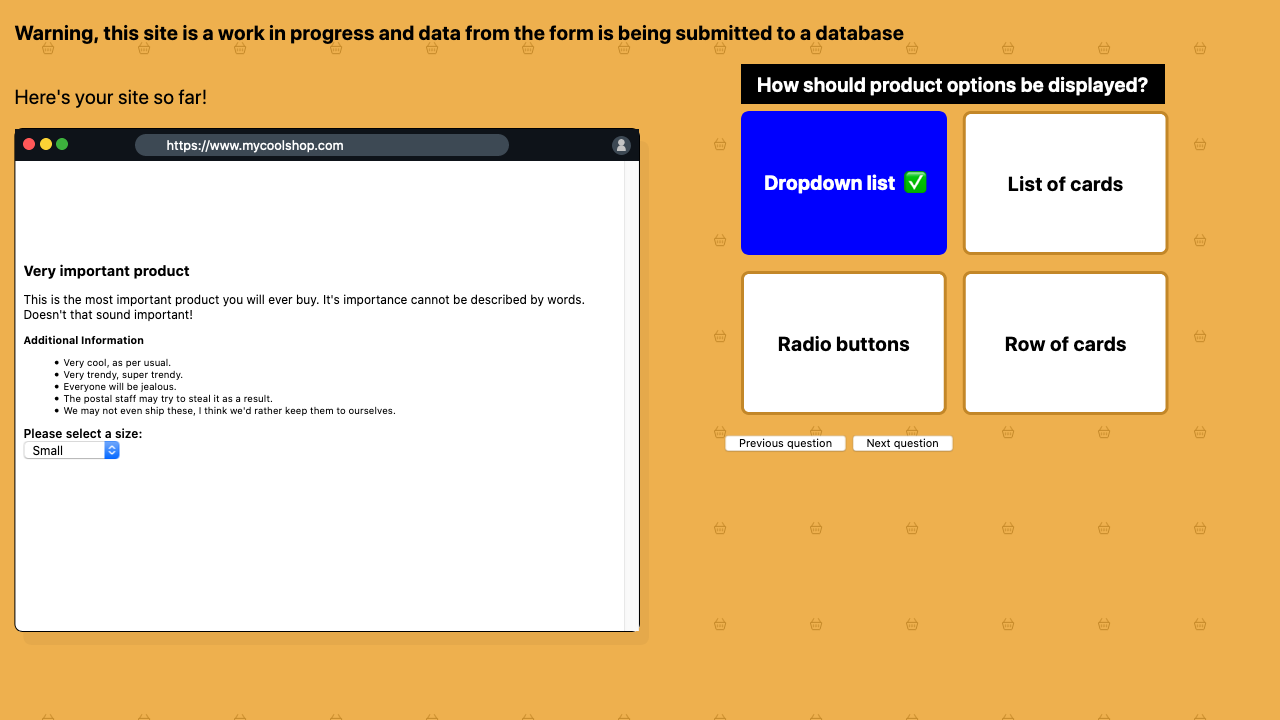 Warning, this site is a work in progress and data from the form is being submitted to a database
Here's your site so far!
https://www.mycoolshop.com
Very important product
This is the most important product you will ever buy. It's importance cannot be described by words.
Doesn't that sound important!
Additional Information
• Very cool, as per usual.
• Very trendy, super trendy.
• Everyone will be jealous.
• The postal staff may try to steal it as a result.
• We may not even ship these, I think we'd rather keep them to ourselves.
Please select a size:
Small
How should product options be displayed?
Dropdown list ✅
List of cards
Radio buttons
Row of cards
Previous question
Next question